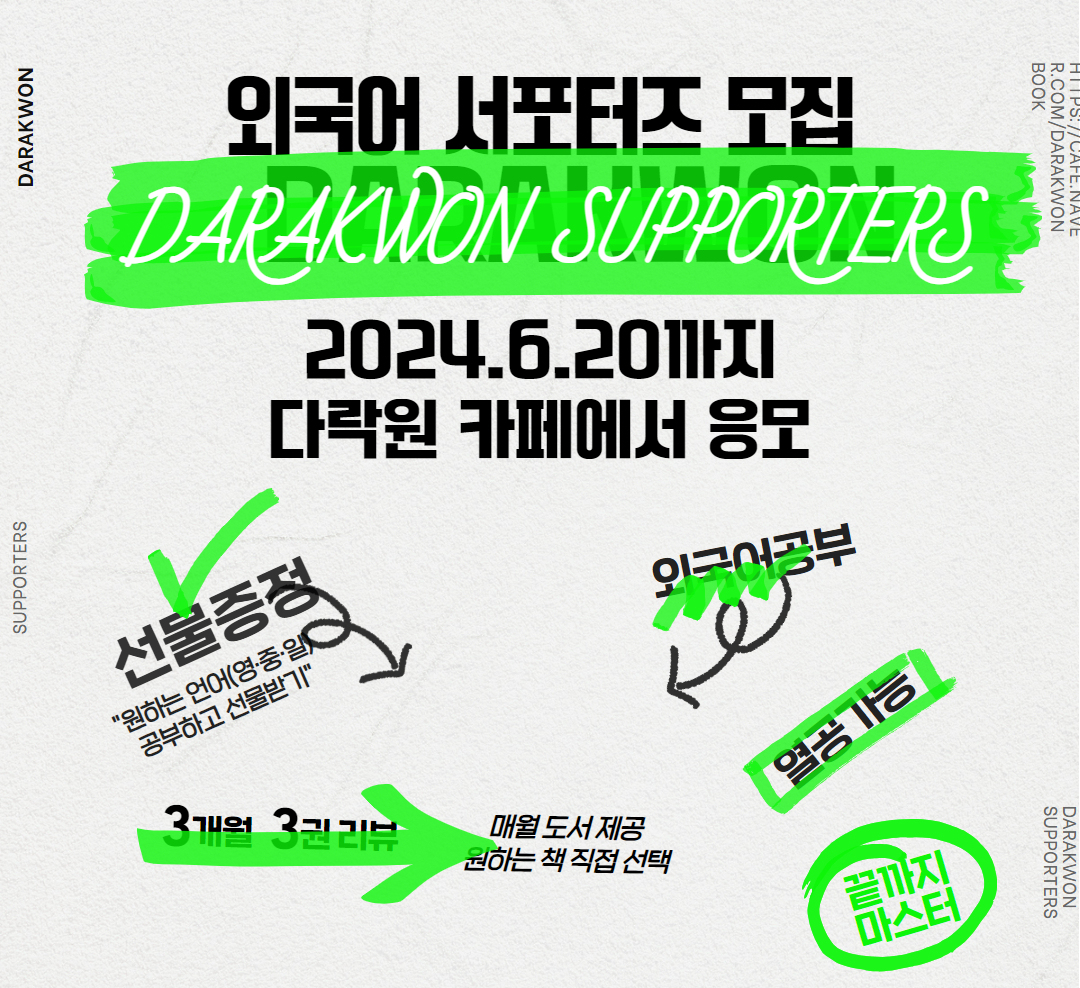 DARAKWON
HTTPS://CAFE.NAVE
R.COM/DARAKWON
BOOK
외국어 서포터즈 모집
DARAKWON
DARAKWON SUPPORTERS
2024.6.20까지
다락원 카페에서 응모
SUPPORTERS
선물증정
"원하는 언어(영·중·일)
공부하고 선물받기"
외국어공부
열공 가능
3개월 3권 리뷰
매월 도서 제공
원하는 책 직접 선택
끝까지
마스터
DARAKWON
SUPPORTERS